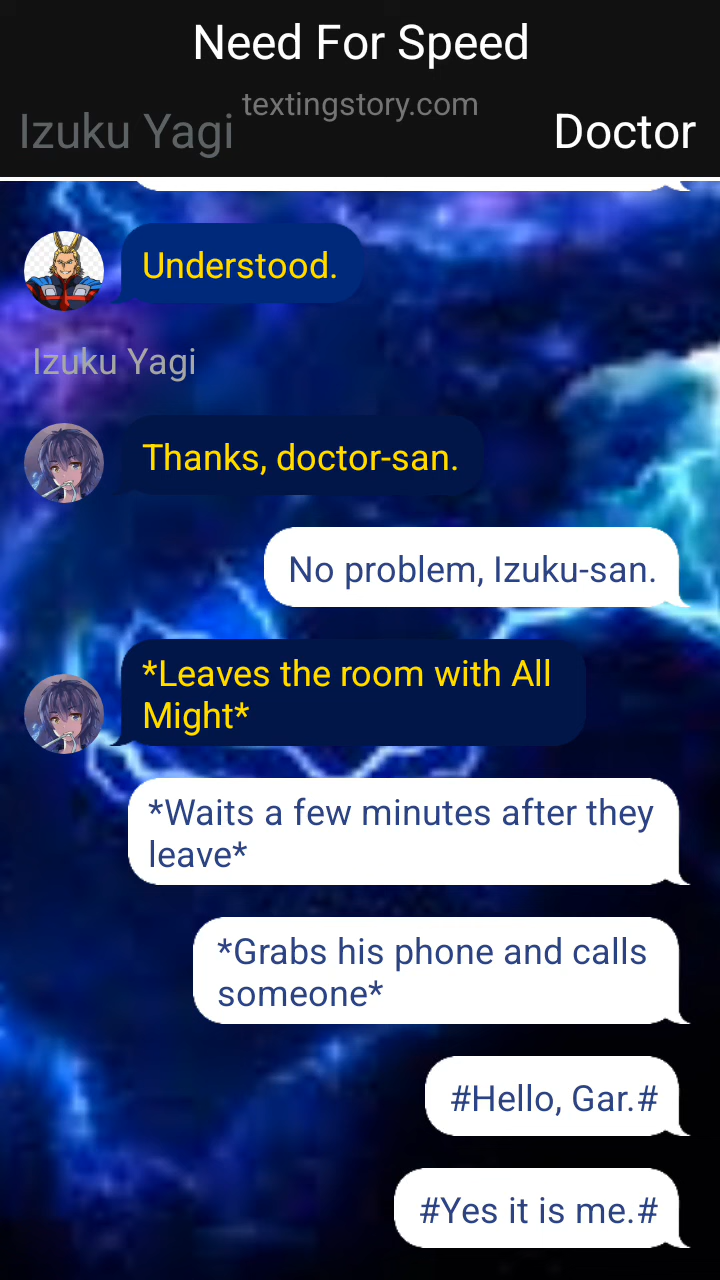 Need For Speed
textingstory.com
Izuku Yagi
Doctor
Understood.
Izuku Yagi
Thanks, doctor-san.
No problem, Izuku-san.
*Leaves the room with All
Might*
*Waits a few minutes after they
leave*
*Grabs his phone and calls
someone*
#Hello, Gar.#
#Yes it is me.#